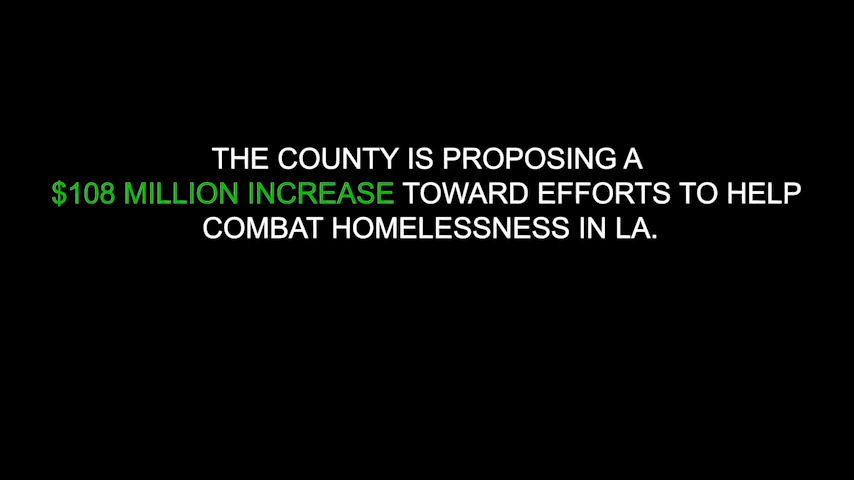 THE COUNTY IS PROPOSING A
$108 MILLION INCREASE TOWARD EFFORTS TO HELP
COMBAT HOMELESSNESS IN LA.